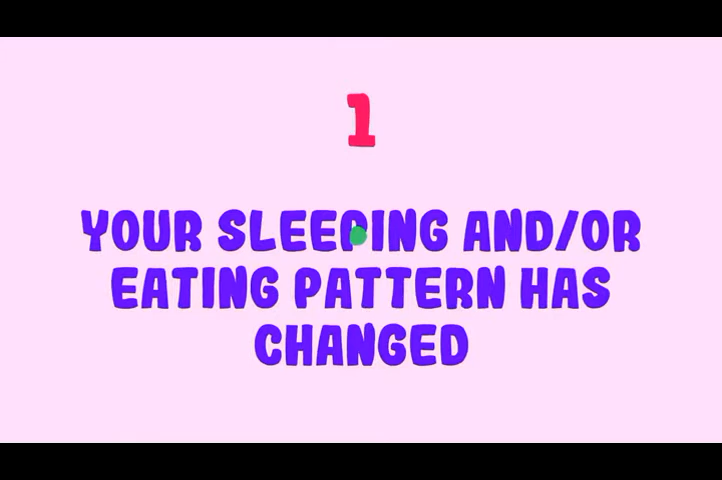 1
YOUR SLEEPING AND/OR
EATING PATTERN HAS
CHANGED